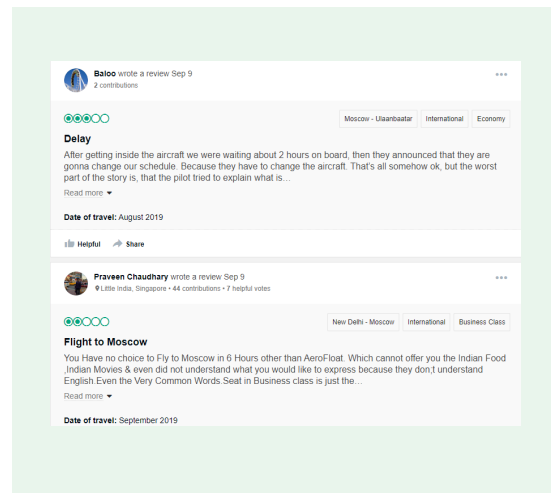 Baloo wrote a review Sep 9
2 contributions
Moscow - Ulaanbaatar International Economy
Delay
After getting inside the aircraft we were waiting about 2 hours on board, then they announced that they are
gonna change our schedule. Because they have to change the aircraft. That's all somehow ok, but the worst
part of the story is, that the pilot tried to explain what is…
Read more
Date of travel: August 2019
Helpful Share
Praveen Chaudhary wrote a review Sep 9
Little India, Singapore • 44 contributions • 7 helpful votes
New Delhi - Moscow International Business Class
Flight to Moscow
You Have no choice to Fly to Moscow in 6 Hours other than AeroFloat. Which cannot offer you the Indian Food
,Indian Movies & even did not understand what you would like to express because they don;t understand
English.Even the Very Common Words.Seat in Business class is just the…
Read more
Date of travel: September 2019